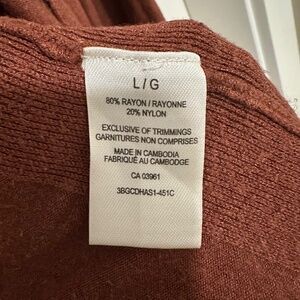 L/G
80% RAYON / RAYONNE
20% NYLON
EXCLUSIVE OF TRIMMINGS
GARNITURES NON COMPRISES
MADE IN CAMBODIA
FABRIQUÉ AU CAMBODGE
CA 03961
3BGCDHAS1-451C